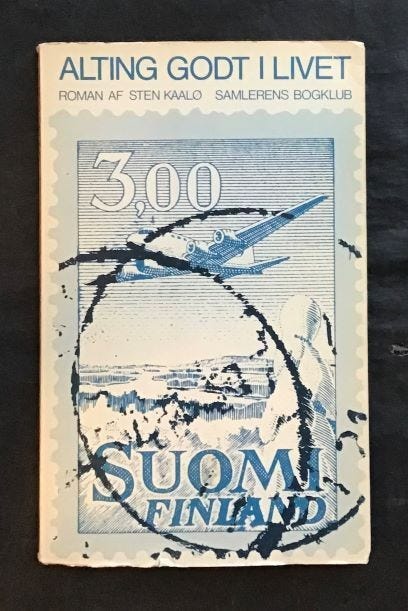 ALTING GODT I LIVET
ROMAN AF STEN KAALØ SAMLERENS BOGKLUB
3,00
SUOMI
FINLAND